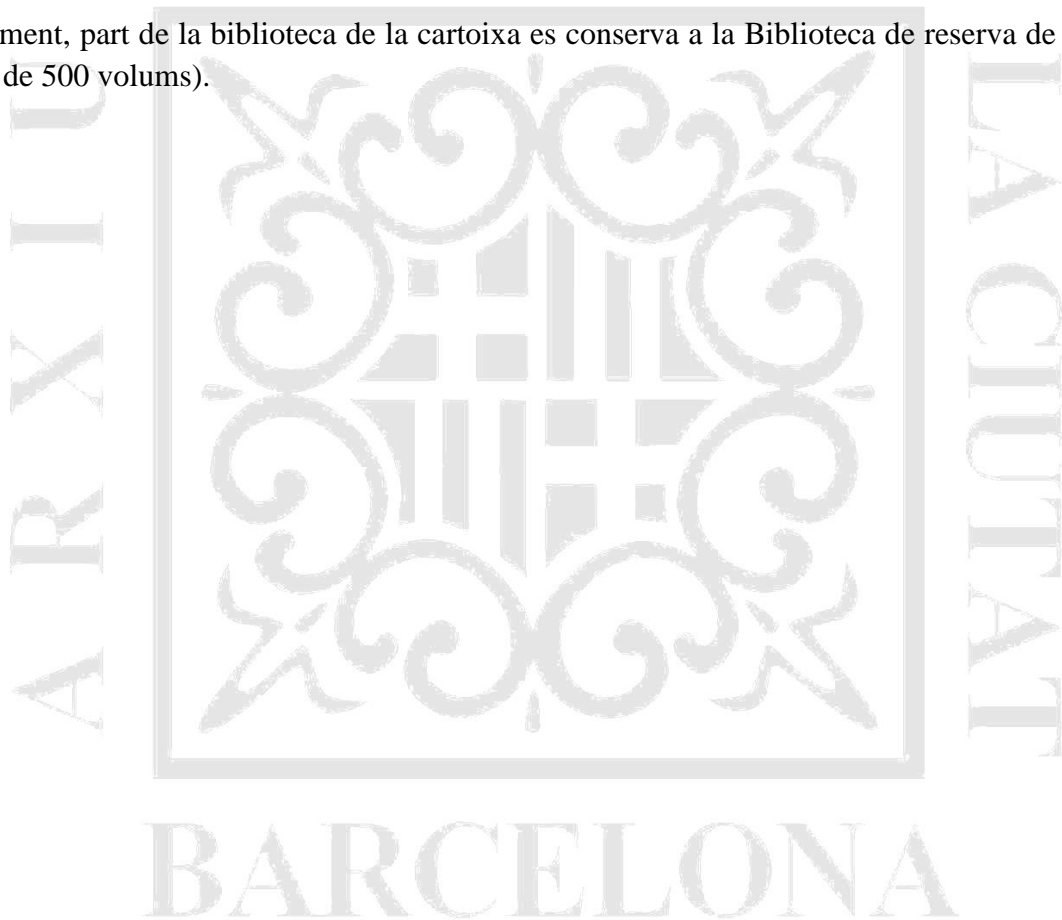 ment, part de la biblioteca de la cartoixa es conserva a la Biblioteca de reserva de
de 500 volums).
ARXIU
LA CIUTAT
BARCELONA